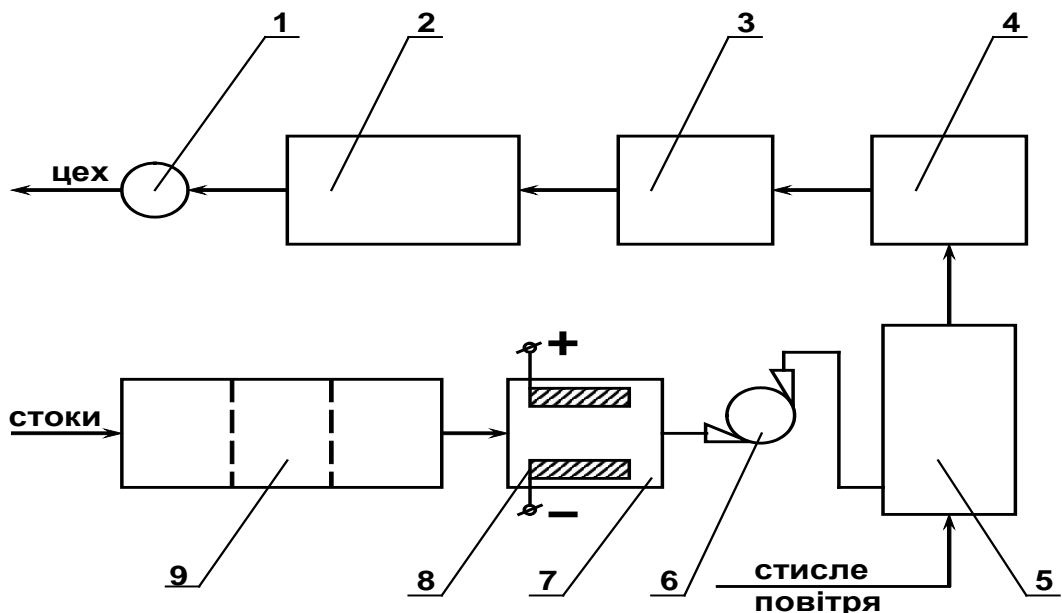 1 2 3 4
цех
+
стоки
–
9 8 7 6 5
стисле
повітря